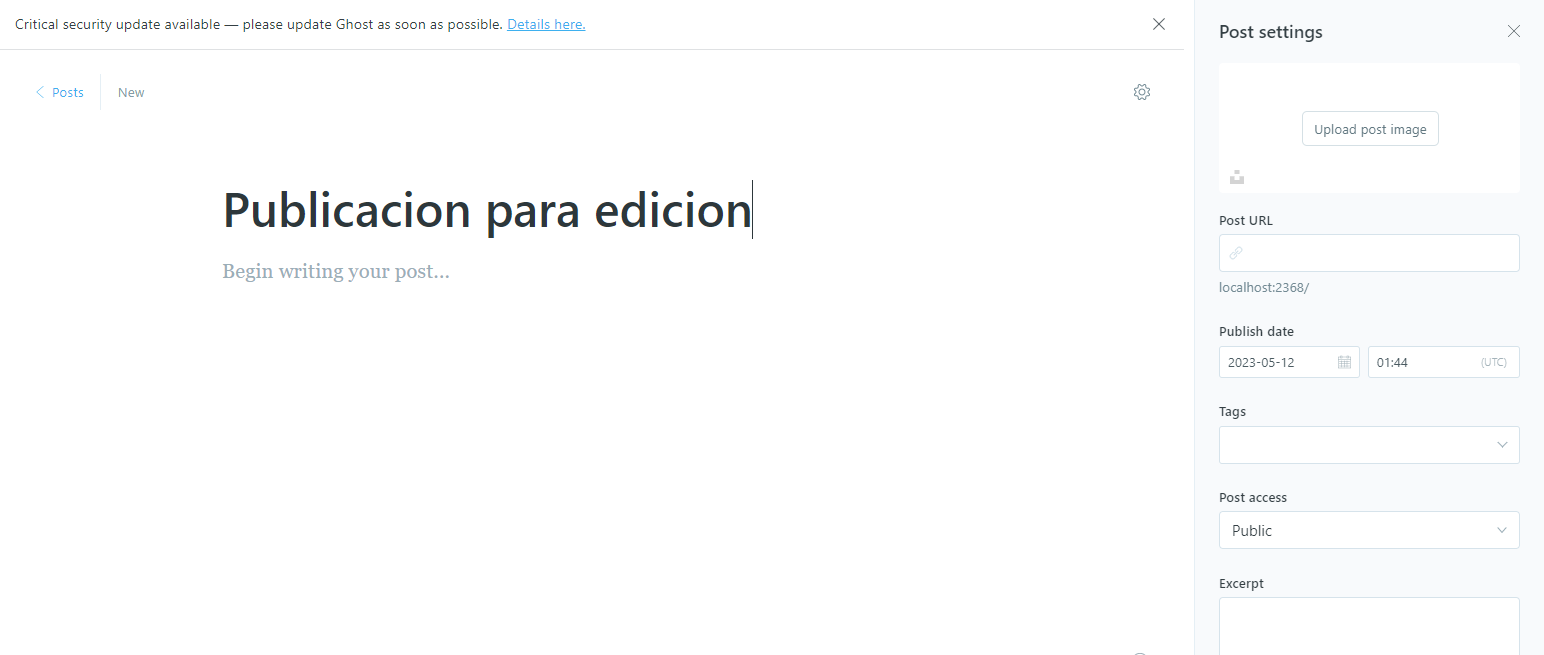 Critical security update available — please update Ghost as soon as possible. Details here.
Posts
New
Publicacion para edicion
Begin writing your post...
Post settings
Upload post image
Post URL
localhost:2368/
Publish date
2023-05-12
01:44
(UTC)
Tags
Post access
Public
Excerpt